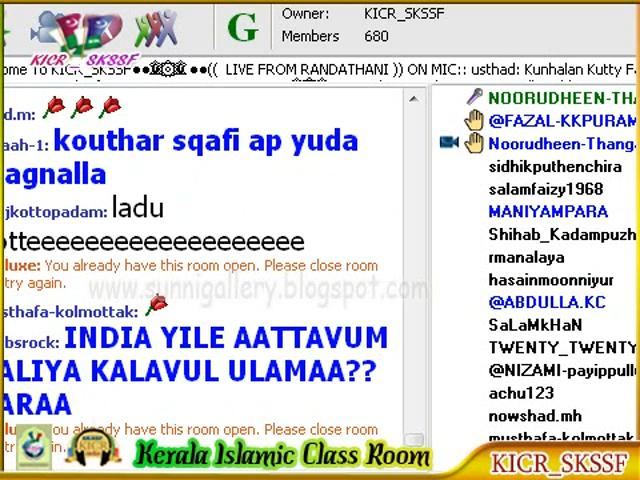 Owner: KICR_SKSSF
Members 680
G
KICR_SKSSF
ome To KICR_SKSSF●●۞●●(( LIVE FROM RANDATHANI )) ON MIC:: usthad: Kunhalan Kutty F
d.m:
aah-1: kouthar sqafi ap yuda
agnalla
jkottopadam: ladu
otteeeeeeeeeeeeeeeeeee
luxe: You already have this room open. Please close room
try again.
www.sunnigallery.blogspot.com
sthafa-kolmottak:
bsrock: INDIA YILE AATTAVUM
ALIYA KALAVUL ULAMAA??
ARAA
luxe: You already have this room open. Please close room
try again.
NOORUDHEEN-THA
@FAZAL-KKPURAM
Noorudheen-Thang
sidhikputhenchira
salamfaizy1968
MANIYAMPARA
Shihab_Kadampuzh
rmanalaya
hasainmoonniyur
@ABDULLA.KC
SaLaMkHaN
TWENTY_TWENTY
@NIZAMI-payippull
achu123
nowshad.mh
musthafa-kolmottak
Kerala Islamic Class Room
KICR_SKSSF